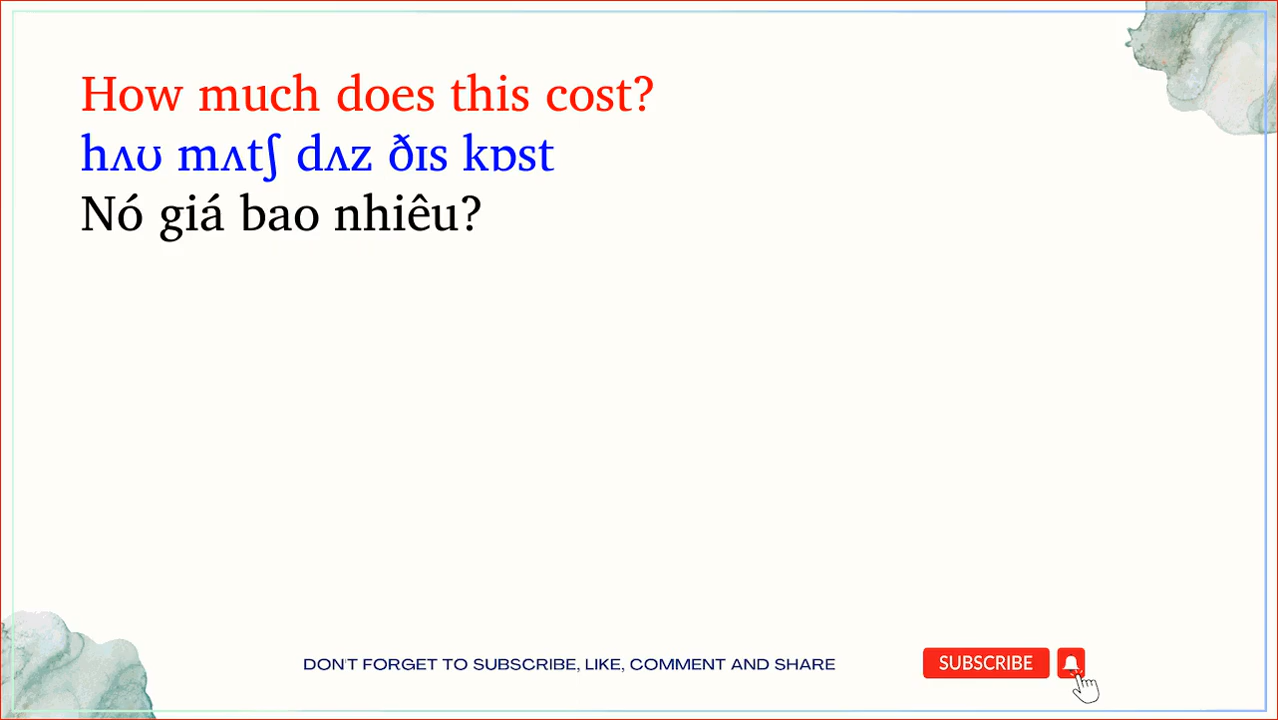 How much does this cost?
hʌʊ mʌtʃ dʌz ðɪs kɒst
Nó giá bao nhiêu?
DON'T FORGET TO SUBSCRIBE, LIKE, COMMENT AND SHARE
SUBSCRIBE